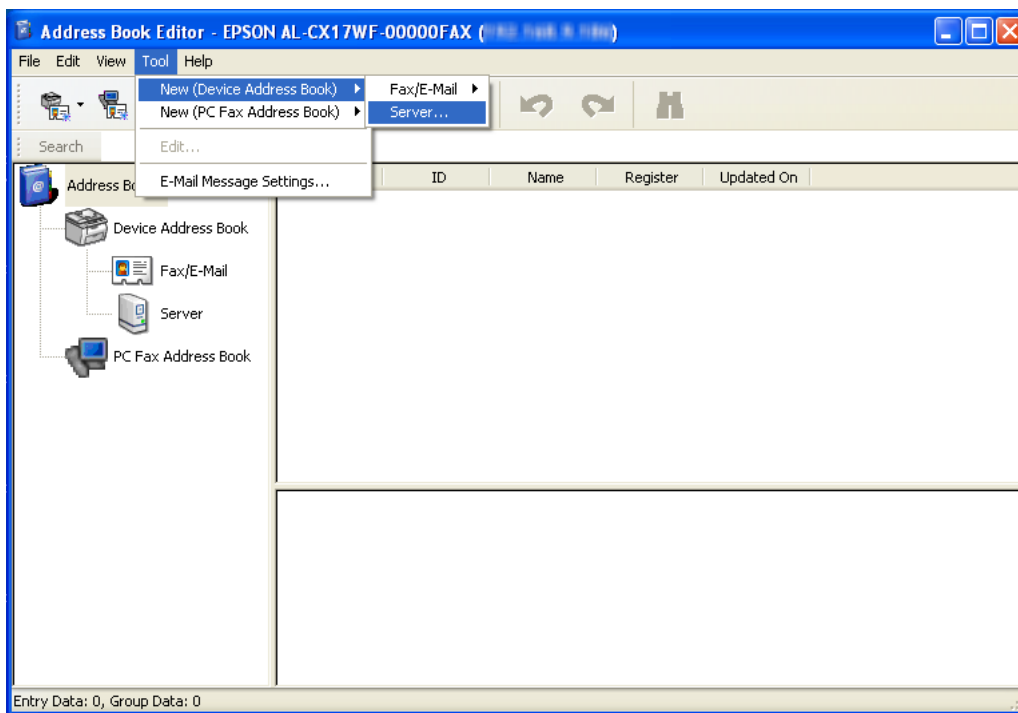 Address Book Editor - EPSON AL-CX17WF-00000FAX ( )
File Edit View Tool Help
New (Device Address Book) Fax/E-Mail
New (PC Fax Address Book) Server...
Search Edit...
E-Mail Message Settings...
Address B ID Name Register Updated On
Device Address Book
Fax/E-Mail
Server
PC Fax Address Book
Entry Data: 0, Group Data: 0